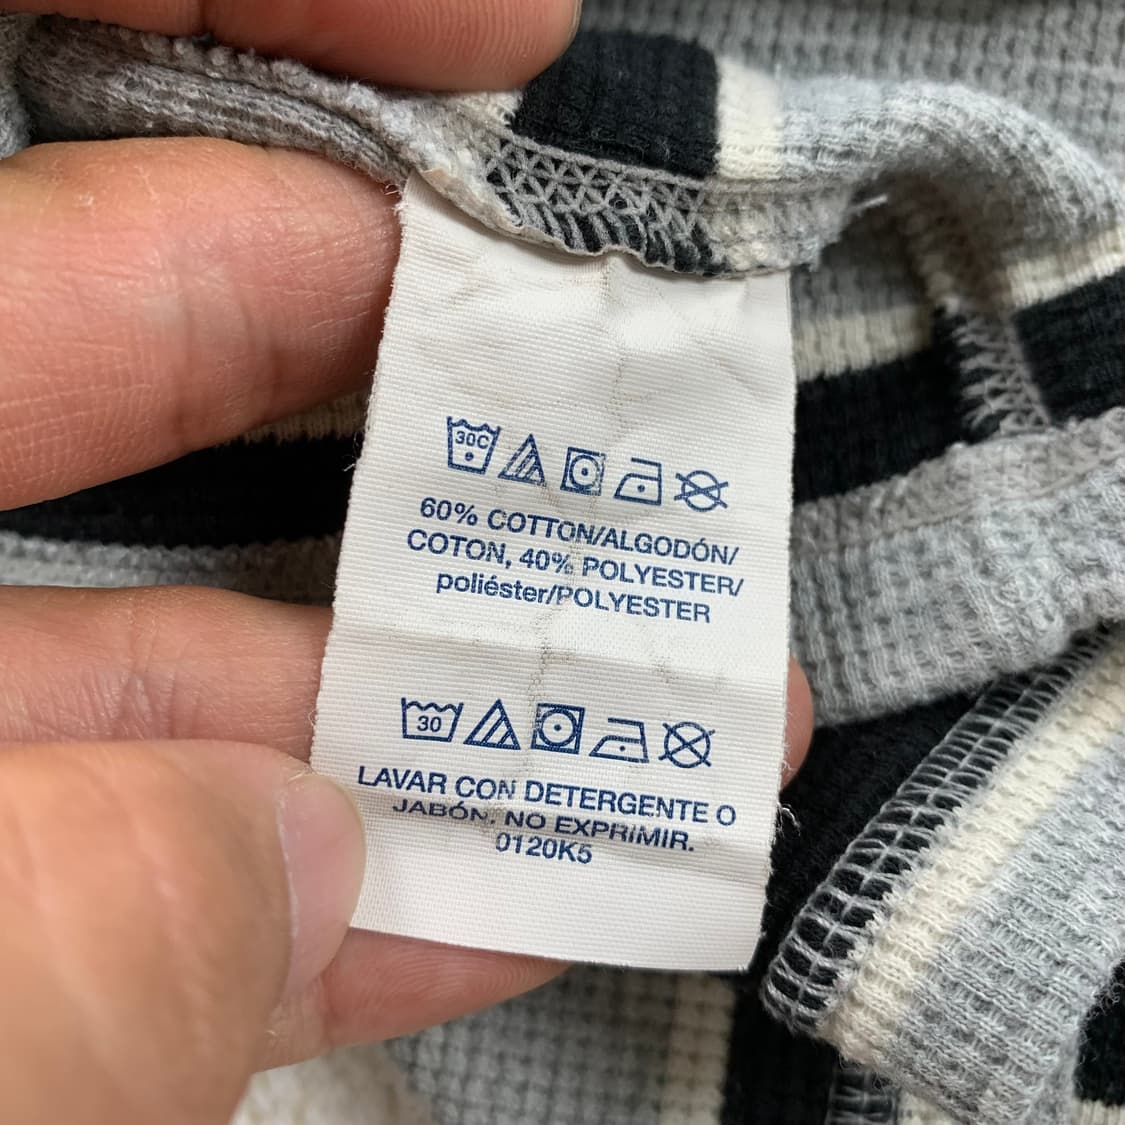 30C
60% COTTON/ALGODÓN/
COTON, 40% POLYESTER/
poliéster/POLYESTER
30
LAVAR CON DETERGENTE O
JABÓN. NO EXPRIMIR.
0120K5